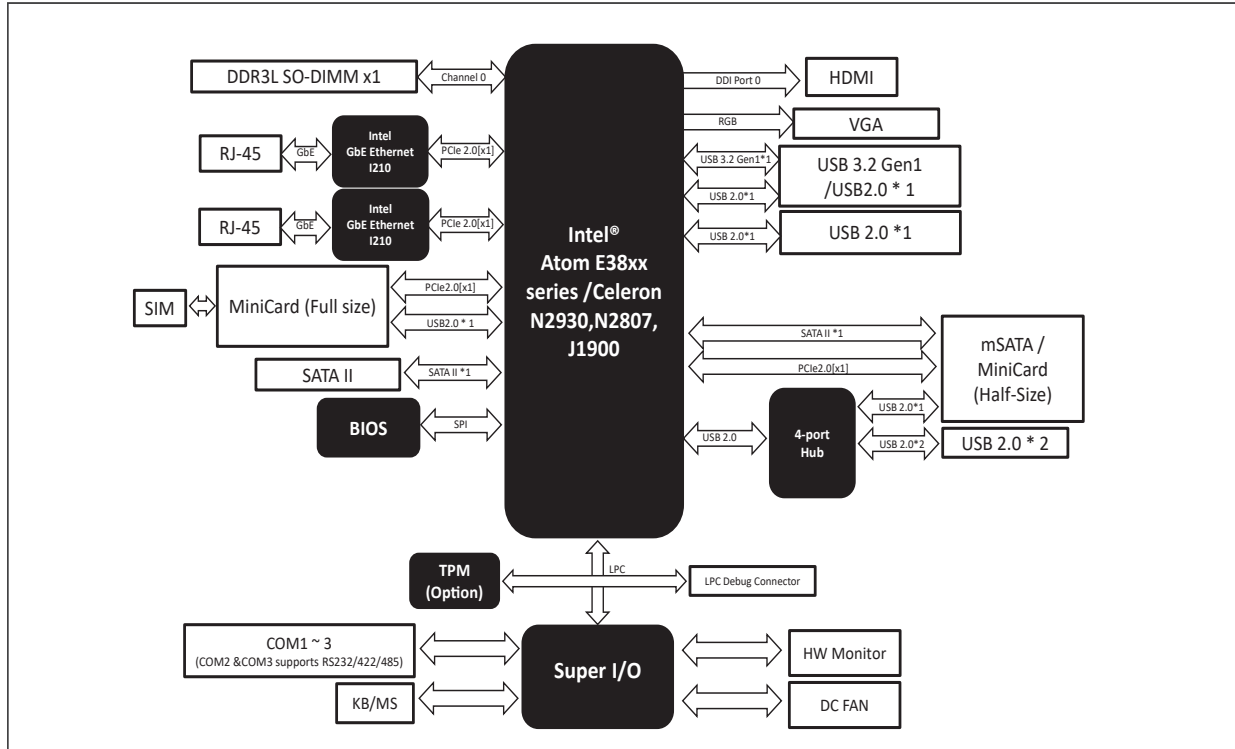 DDR3L SO-DIMM x1
Channel 0
DDI Port 0
HDMI
RGB
VGA
RJ-45
GbE
Intel
GbE Ethernet
I210
PCIe 2.0[x1]
USB 3.2 Gen1*1
USB 2.0*1
USB 3.2 Gen1
/USB2.0 * 1
RJ-45
GbE
Intel
GbE Ethernet
I210
PCIe 2.0[x1]
USB 2.0*1
USB 2.0 *1
Intel®
Atom E38xx
series /Celeron
N2930,N2807,
J1900
SIM
MiniCard (Full size)
PCIe2.0[x1]
USB2.0 * 1
SATA II *1
PCIe2.0[x1]
mSATA /
MiniCard
(Half-Size)
SATA II
SATA II *1
BIOS
SPI
USB 2.0
4-port
Hub
USB 2.0*1
USB 2.0*2
USB 2.0 * 2
TPM
(Option)
LPC
LPC Debug Connector
COM1 ~ 3
(COM2 &COM3 supports RS232/422/485)
KB/MS
Super I/O
HW Monitor
DC FAN